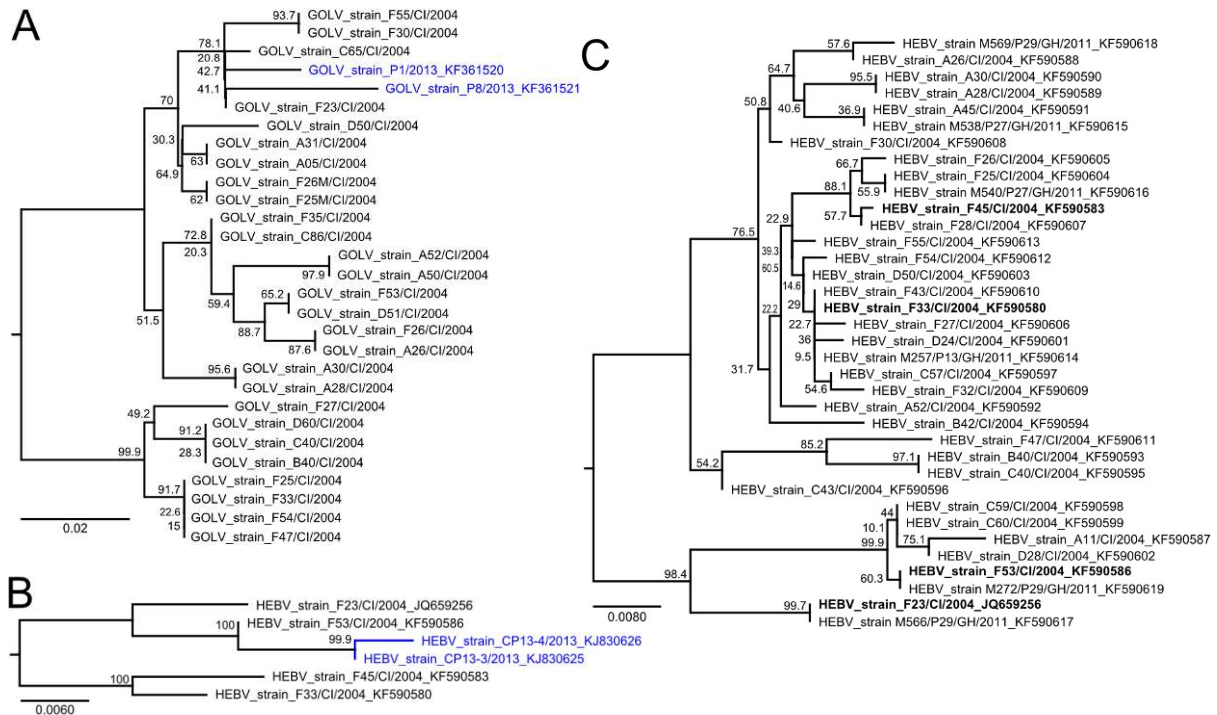 A
93.7
GOLV_strain_F55/CI/2004
GOLV_strain_F30/CI/2004
78.1
GOLV_strain_C65/CI/2004
20.8
42.7
GOLV_strain_P1/2013_KF361520
41.1
GOLV_strain_P8/2013_KF361521
70
GOLV_strain_F23/CI/2004
GOLV_strain_D50/CI/2004
30.3
GOLV_strain_A31/CI/2004
63
GOLV_strain_A05/CI/2004
64.9
GOLV_strain_F26M/CI/2004
62
GOLV_strain_F25M/CI/2004
GOLV_strain_F35/CI/2004
72.8
GOLV_strain_C86/CI/2004
20.3
GOLV_strain_A52/CI/2004
97.9
GOLV_strain_A50/CI/2004
65.2
GOLV_strain_F53/CI/2004
59.4
GOLV_strain_D51/CI/2004
51.5
88.7
GOLV_strain_F26/CI/2004
87.6
GOLV_strain_A26/CI/2004
95.6
GOLV_strain_A30/CI/2004
GOLV_strain_A28/CI/2004
49.2
GOLV_strain_F27/CI/2004
GOLV_strain_D60/CI/2004
91.2
GOLV_strain_C40/CI/2004
99.9
28.3
GOLV_strain_B40/CI/2004
GOLV_strain_F25/CI/2004
91.7
GOLV_strain_F33/CI/2004
22.6
GOLV_strain_F54/CI/2004
15
GOLV_strain_F47/CI/2004
0.02
B
HEBV_strain_F23/CI/2004_JQ659256
100
HEBV_strain_F53/CI/2004_KF590586
99.9
HEBV_strain_CP13-4/2013_KJ830626
HEBV_strain_CP13-3/2013_KJ830625
100
HEBV_strain_F45/CI/2004_KF590583
HEBV_strain_F33/CI/2004_KF590580
0.0060
C
57.6
HEBV_strain M569/P29/GH/2011_KF590618
HEBV_strain_A26/CI/2004_KF590588
64.7
95.5
HEBV_strain_A30/CI/2004_KF590590
HEBV_strain_A28/CI/2004_KF590589
50.8
40.6
36.9
HEBV_strain_A45/CI/2004_KF590591
HEBV_strain M538/P27/GH/2011_KF590615
HEBV_strain_F30/CI/2004_KF590608
66.7
HEBV_strain_F26/CI/2004_KF590605
HEBV_strain_F25/CI/2004_KF590604
88.1
55.9
HEBV_strain M540/P27/GH/2011_KF590616
HEBV_strain_F45/CI/2004_KF590583
22.9
57.7
HEBV_strain_F28/CI/2004_KF590607
76.5
HEBV_strain_F55/CI/2004_KF590613
39.3
HEBV_strain_F54/CI/2004_KF590612
60.5
HEBV_strain_D50/CI/2004_KF590603
14.6
HEBV_strain_F43/CI/2004_KF590610
22.2
29
HEBV_strain_F33/CI/2004_KF590580
22.7
HEBV_strain_F27/CI/2004_KF590606
36
HEBV_strain_D24/CI/2004_KF590601
9.5
HEBV_strain M257/P13/GH/2011_KF590614
31.7
HEBV_strain_C57/CI/2004_KF590597
54.6
HEBV_strain_F32/CI/2004_KF590609
HEBV_strain_A52/CI/2004_KF590592
HEBV_strain_B42/CI/2004_KF590594
85.2
HEBV_strain_F47/CI/2004_KF590611
97.1
HEBV_strain_B40/CI/2004_KF590593
54.2
HEBV_strain_C40/CI/2004_KF590595
HEBV_strain_C43/CI/2004_KF590596
44
HEBV_strain_C59/CI/2004_KF590598
10.1
HEBV_strain_C60/CI/2004_KF590599
99.9
75.1
HEBV_strain_A11/CI/2004_KF590587
HEBV_strain_D28/CI/2004_KF590602
98.4
60.3
HEBV_strain_F53/CI/2004_KF590586
HEBV_strain M272/P29/GH/2011_KF590619
99.7
HEBV_strain_F23/CI/2004_JQ659256
HEBV_strain M566/P29/GH/2011_KF590617
0.0080